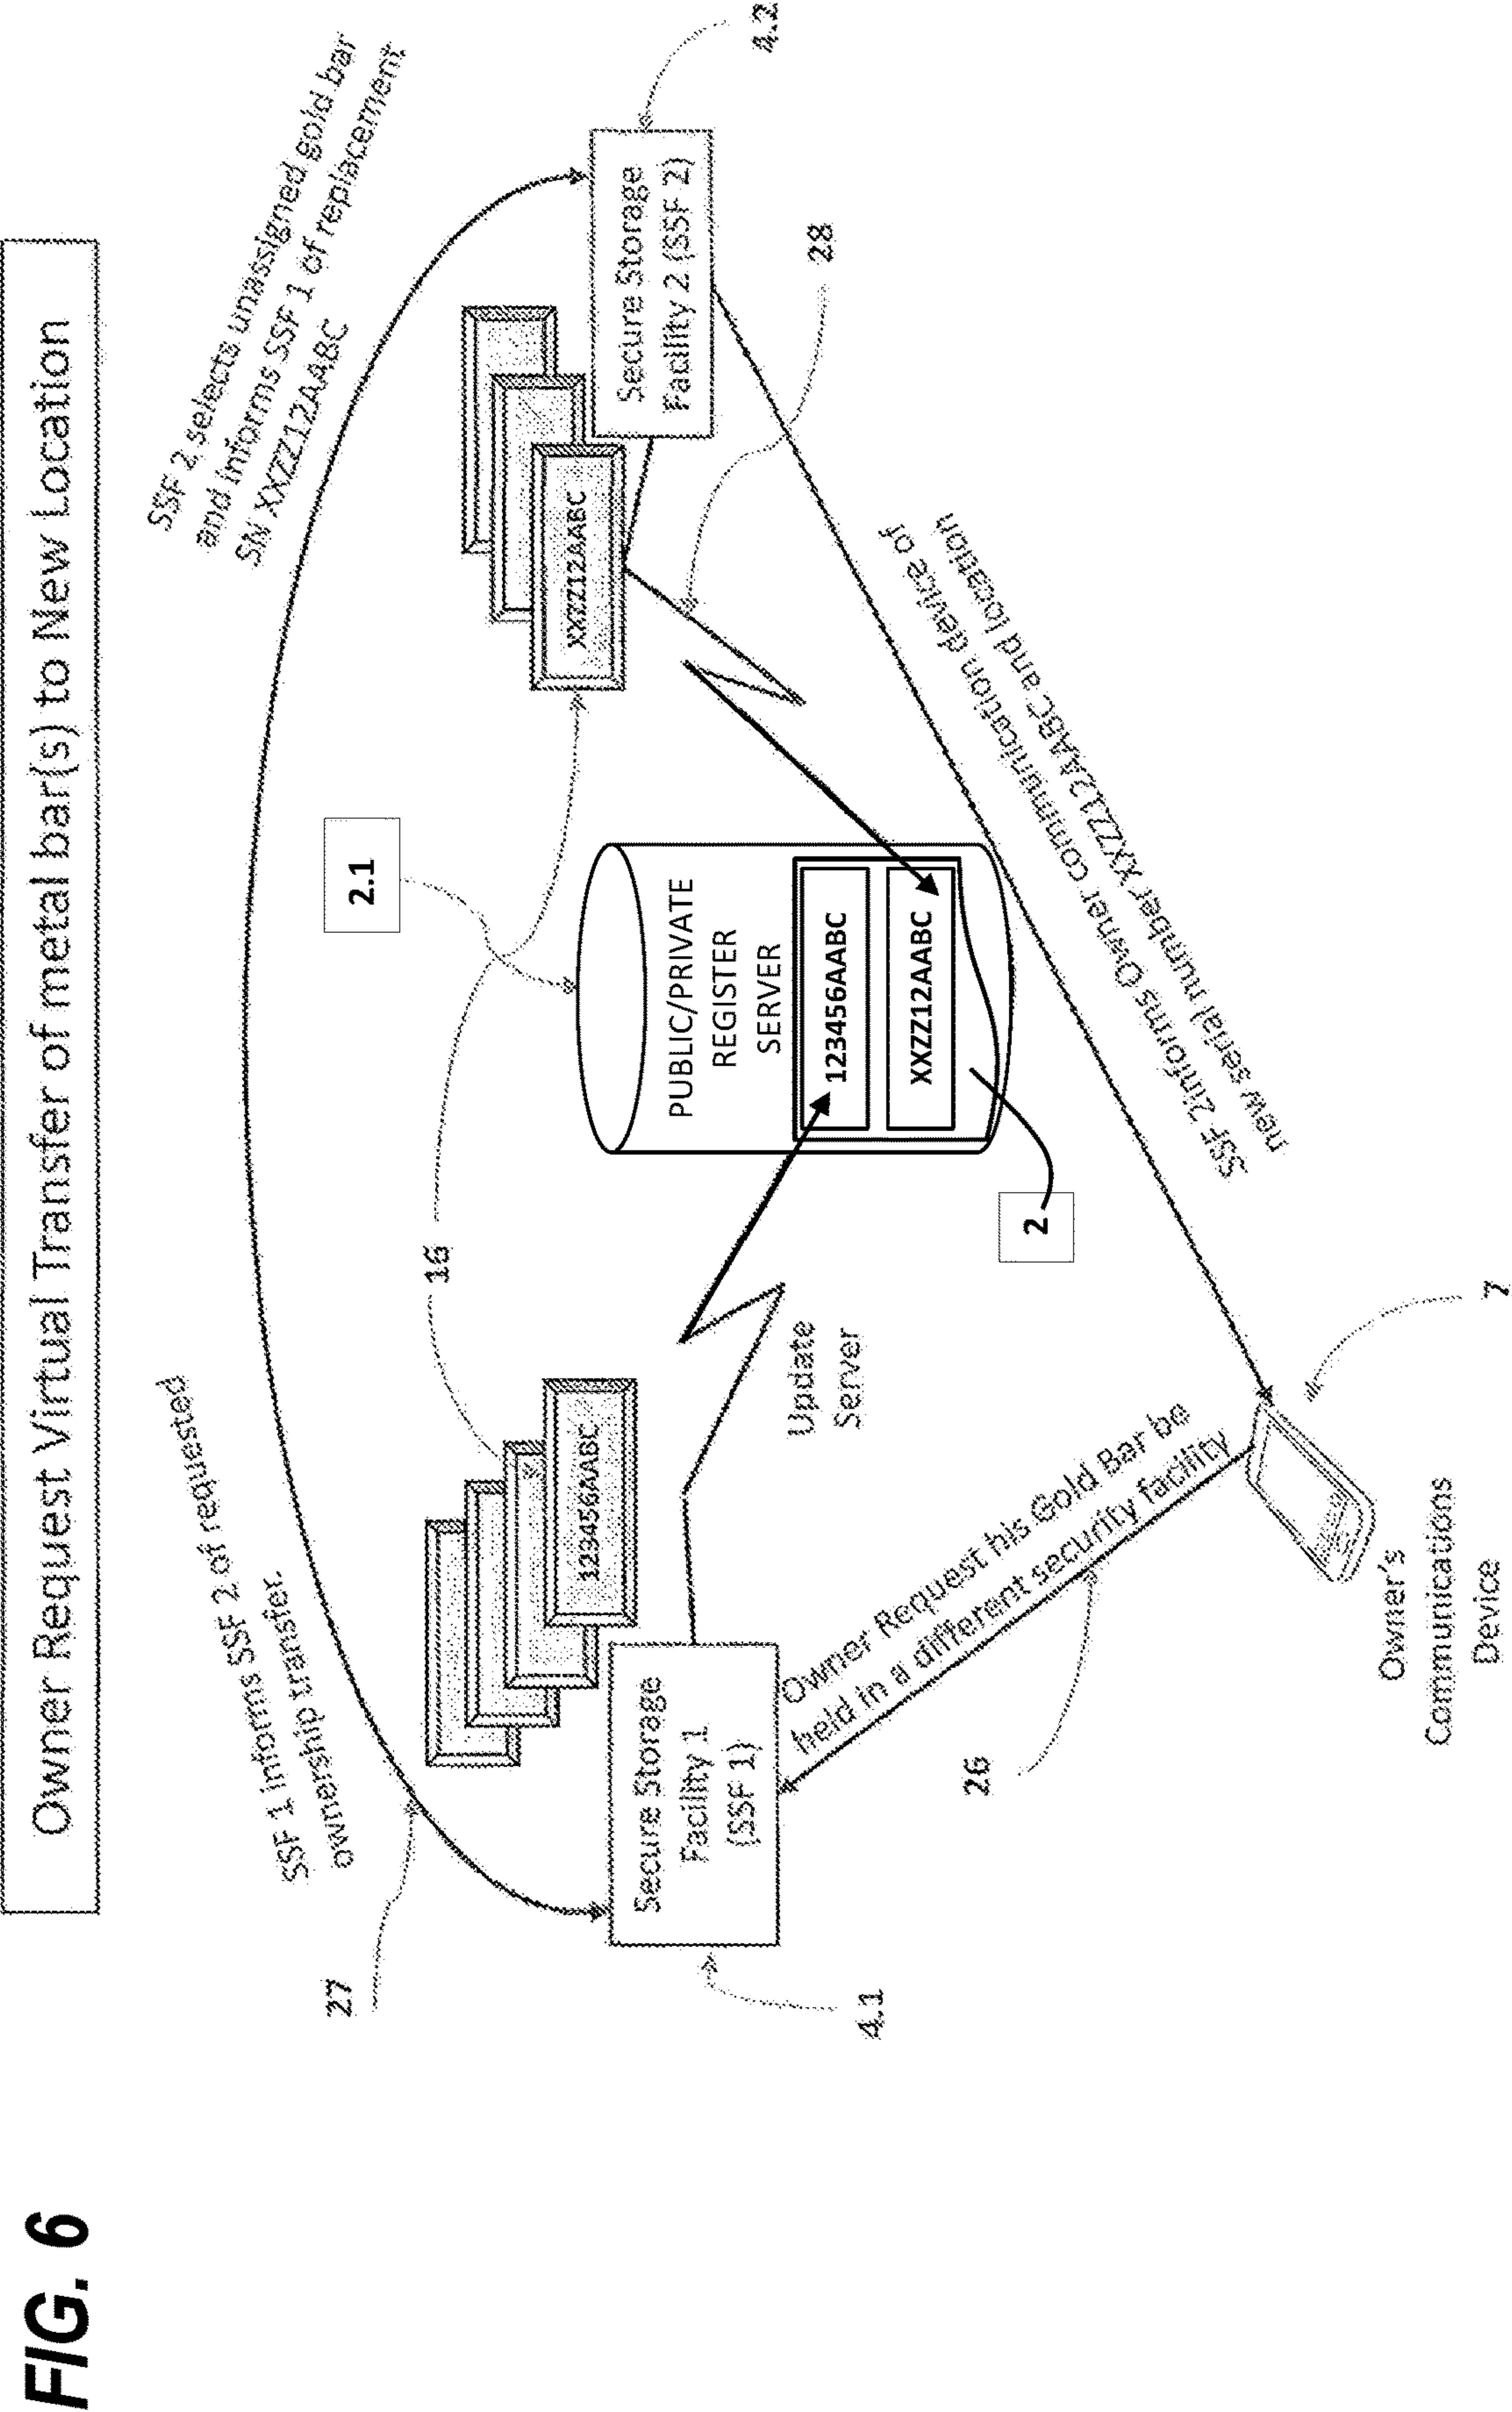 FIG. 6
Owner Request Virtual Transfer of metal bar(s) to New Location
27
SSF 1 informs SSF 2 of requested
ownership transfer.
SSF 2 selects unassigned gold bar
and informs SSF 1 of replacement
SN XXZZ12AABC
2.1
16
123456AABC
XXZZ12AABC
4.1
Secure Storage
Facility 1
(SSF 1)
Secure Storage
Facility 2 (SSF 2)
4.2
PUBLIC/PRIVATE
REGISTER
SERVER
123456AABC
XXZZ12AABC
28
Update
Server
2
26
Owner Request his Gold Bar be
held in a different security facility
SSF 2informs Owner communication device of
new serial number XXZZ12AABC and location
7
Owner's
Communications
Device